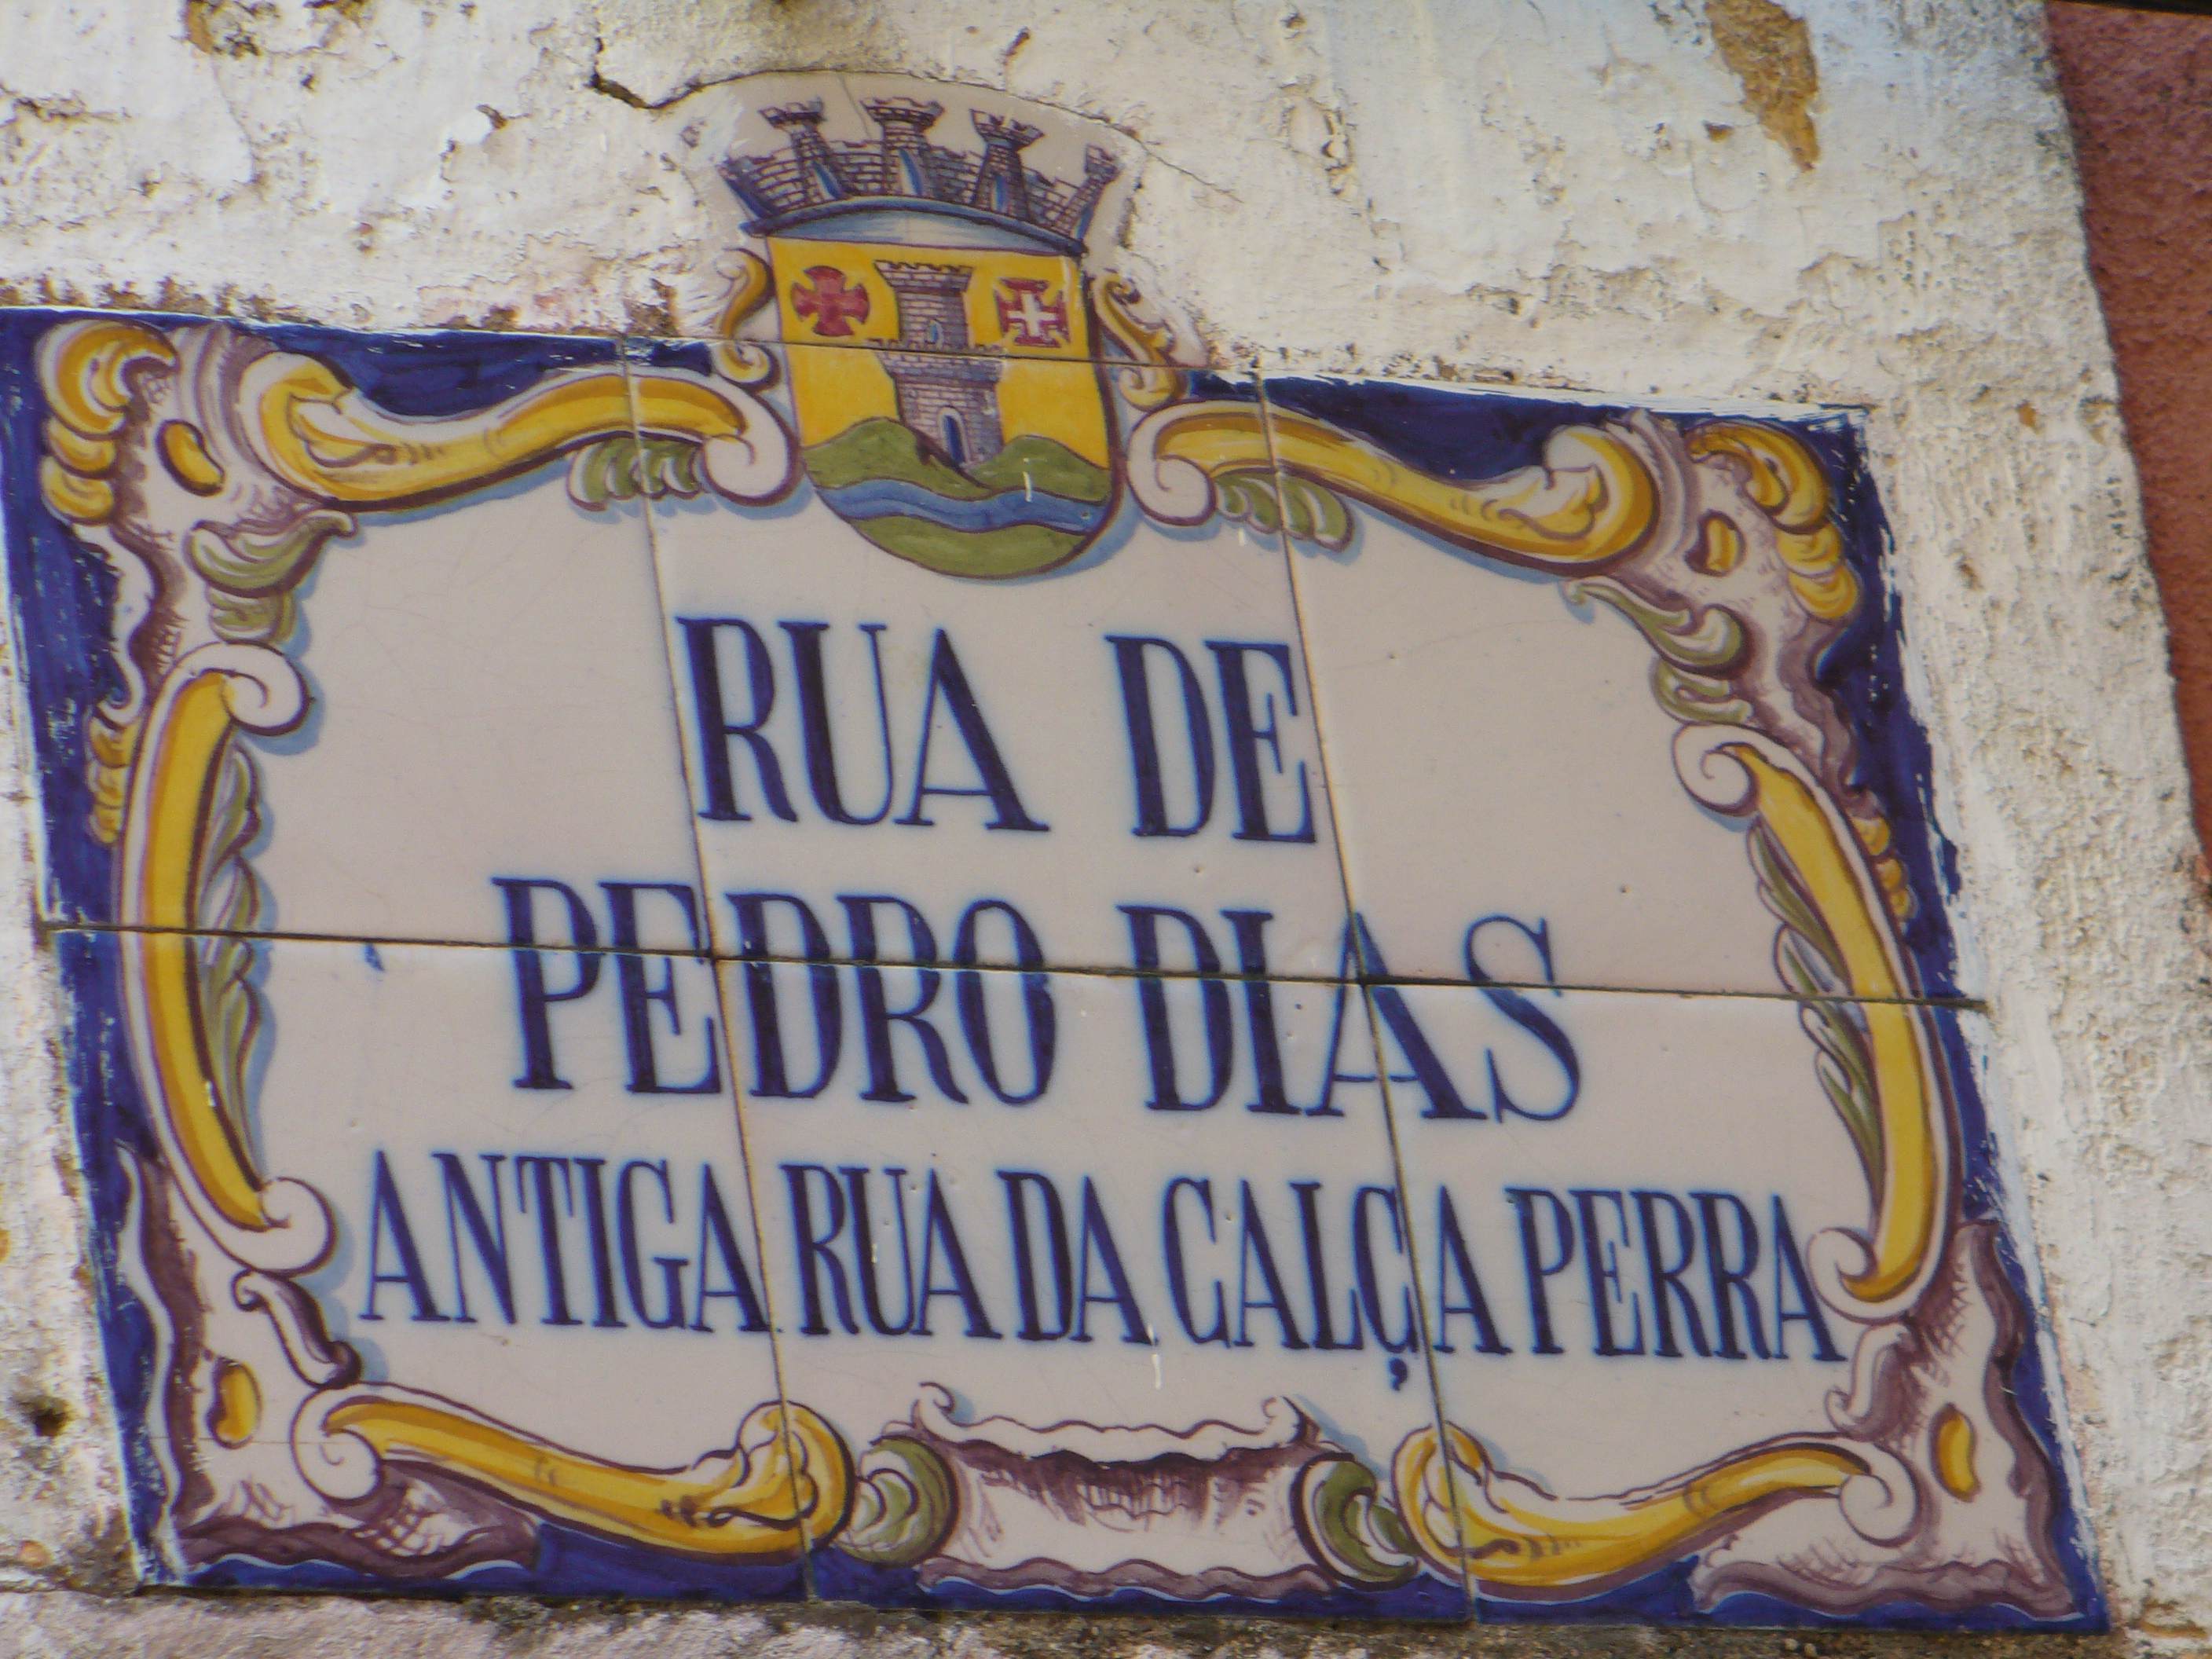 RUA DE
PEDRO DIAS
ANTIGA RUA DA CALÇA PERRA